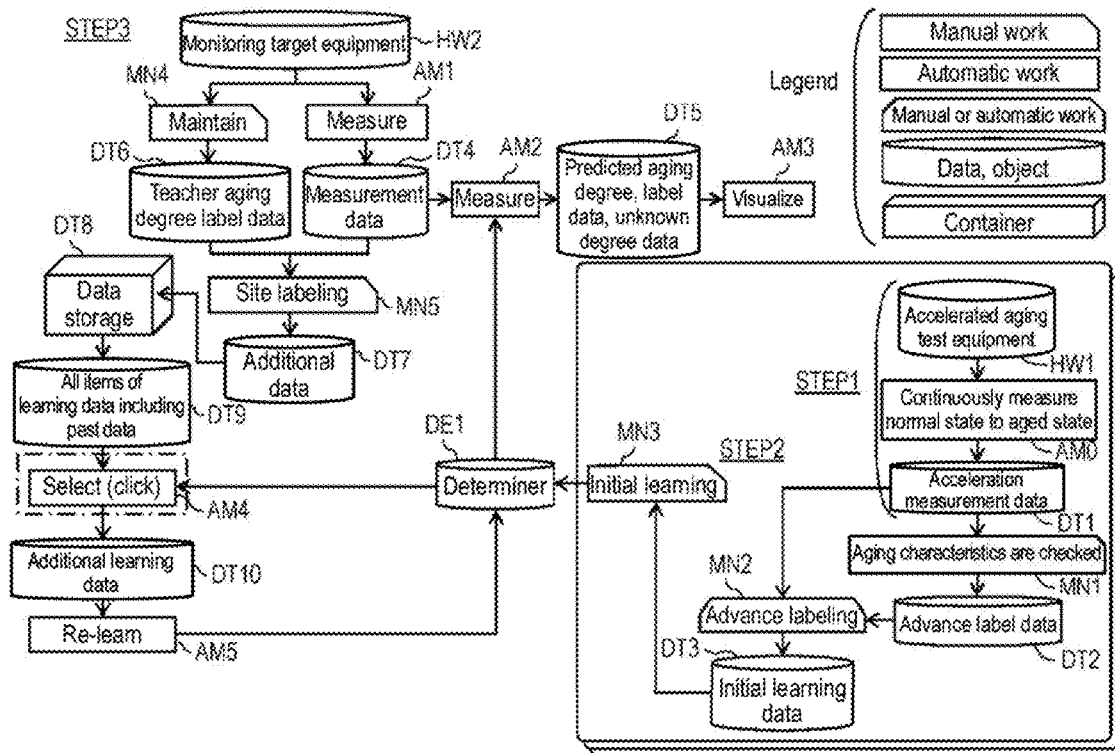 STEP3
Monitoring target equipment
HW2
MN4
AM1
Maintain
Measure
DT6
DT4
Teacher aging
degree label data
Measurement
data
AM2
Measure
DT5
Predicted aging
degree, label
data, unknown
degree data
AM3
Visualize
Legend
Manual work
Automatic work
Manual or automatic work
Data, object
Container
DT8
Data
storage
Site labeling
MN5
Additional
data
DT7
All items of
learning data including
past data
DT9
Select (click)
AM4
Additional learning
data
DT10
Re-learn
AM5
DE1
Determiner
MN3
Initial learning
STEP2
STEP1
Accelerated aging
test equipment
HW1
Continuously measure
normal state to aged state
AM0
Acceleration
measurement data
DT1
Aging characteristics are checked
MN1
MN2
Advance labeling
Advance label data
DT2
DT3
Initial learning
data